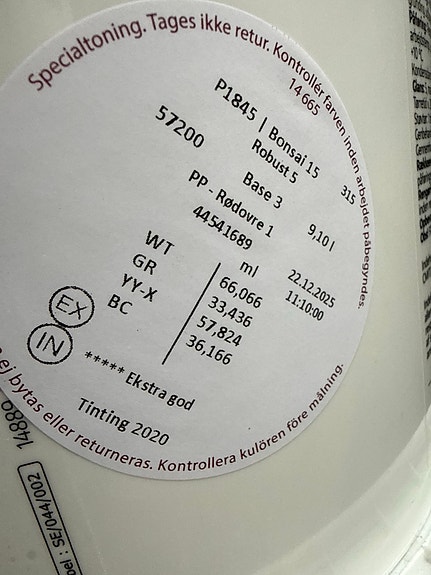 Specialtoning. Tages ikke retur. Kontrollér farven inden arbejdet påbegyndes.
14 665
P1845 | Bonsai 15
315
57200
Robust 5
Base 3
9,10 l
PP - Rødovre 1
44541689
22.12.2025
11:10:00
ml
WT 66,066
GR 33,436
YY-X 57,824
BC 36,166
EX
IN
***** Ekstra god
Tinting 2020
ej bytas eller returneras. Kontrollera kulören före målning.
14889
bel : SE/044/002